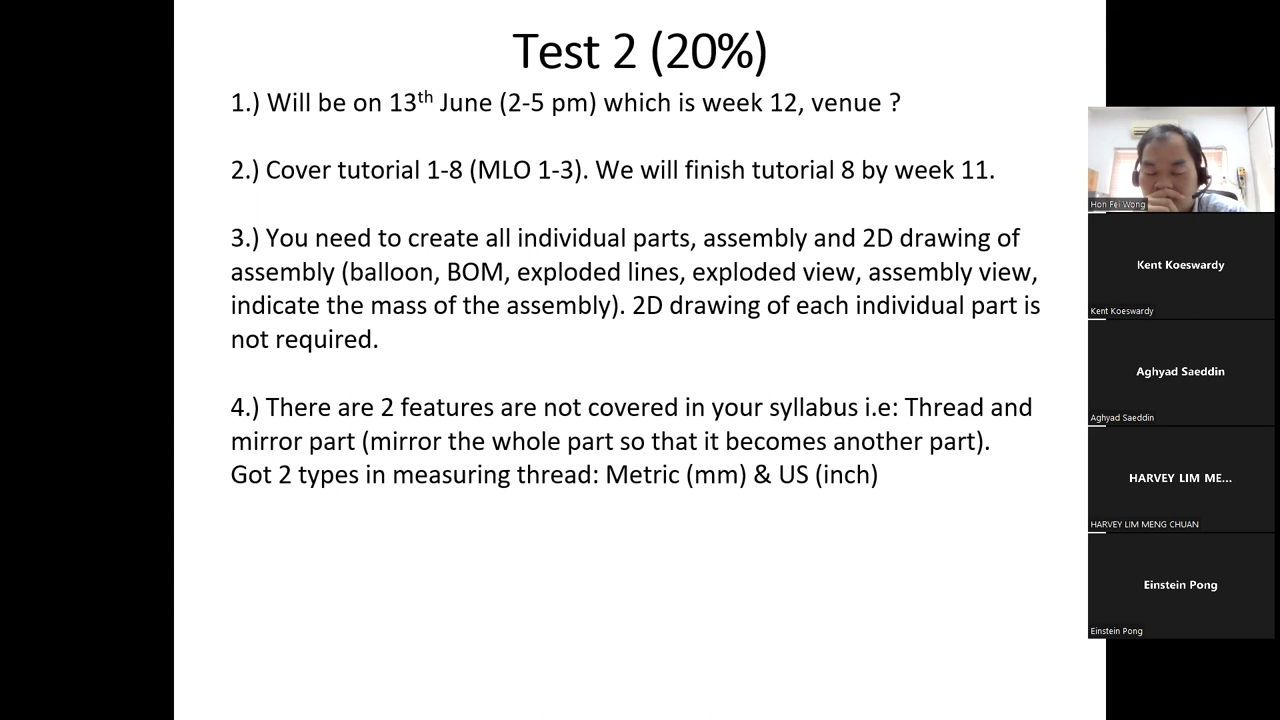 Test 2 (20%)
1.) Will be on 13th June (2-5 pm) which is week 12, venue ?
2.) Cover tutorial 1-8 (MLO 1-3). We will finish tutorial 8 by week 11.
3.) You need to create all individual parts, assembly and 2D drawing of
assembly (balloon, BOM, exploded lines, exploded view, assembly view,
indicate the mass of the assembly). 2D drawing of each individual part is
not required.
4.) There are 2 features are not covered in your syllabus i.e: Thread and
mirror part (mirror the whole part so that it becomes another part).
Got 2 types in measuring thread: Metric (mm) & US (inch)
Hon Fei Wong
Kent Koeswardy
Kent Koeswardy
Aghyad Saeddin
Aghyad Saeddin
HARVEY LIM ME...
HARVEY LIM MENG CHUAN
Einstein Pong
Einstein Pong